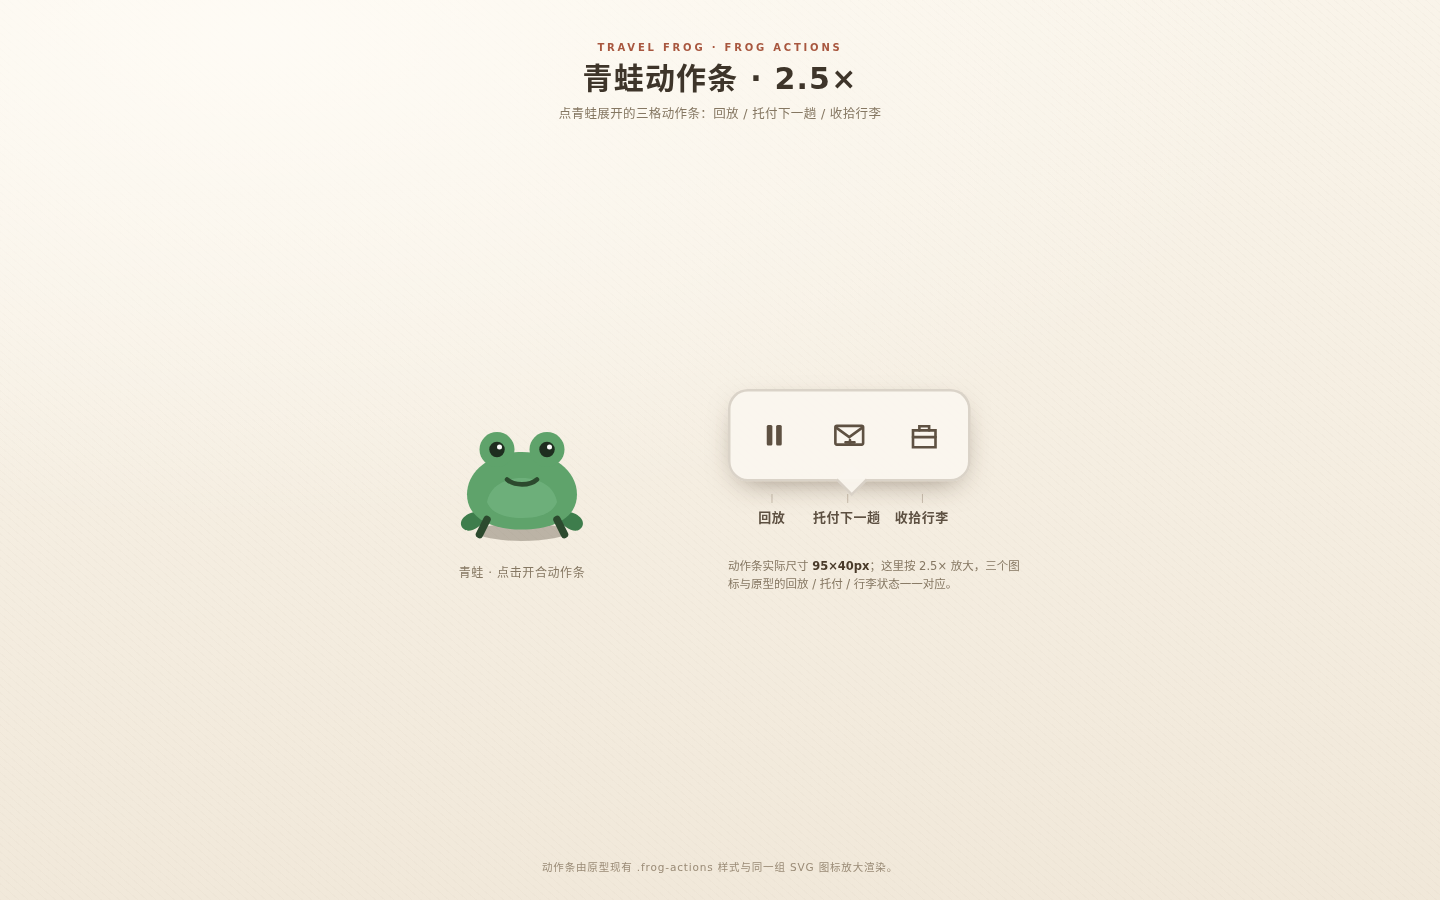 TRAVEL FROG · FROG ACTIONS
青蛙动作条 · 2.5×
点青蛙展开的三格动作条：回放 / 托付下一趟 / 收拾行李
回放 托付下一趟 收拾行李
青蛙 · 点击开合动作条
动作条实际尺寸 95×40px；这里按 2.5× 放大，三个图
标与原型的回放 / 托付 / 行李状态一一对应。
动作条由原型现有 .frog-actions 样式与同一组 SVG 图标放大渲染。